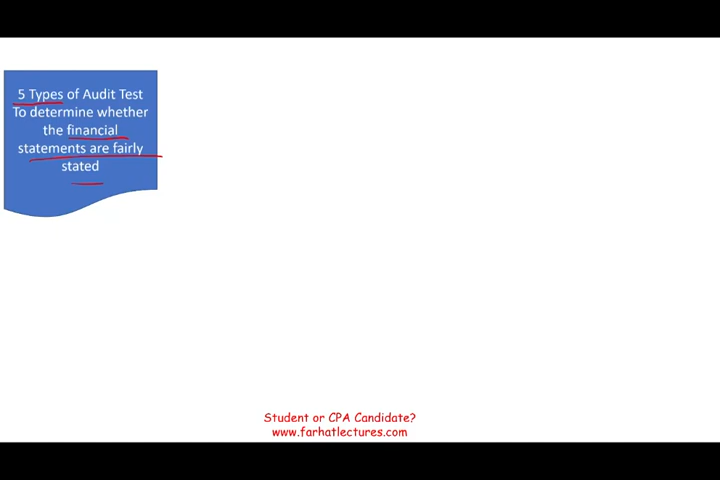 5 Types of Audit Test
To determine whether
the financial
statements are fairly
stated
Student or CPA Candidate?
www.farhatlectures.com